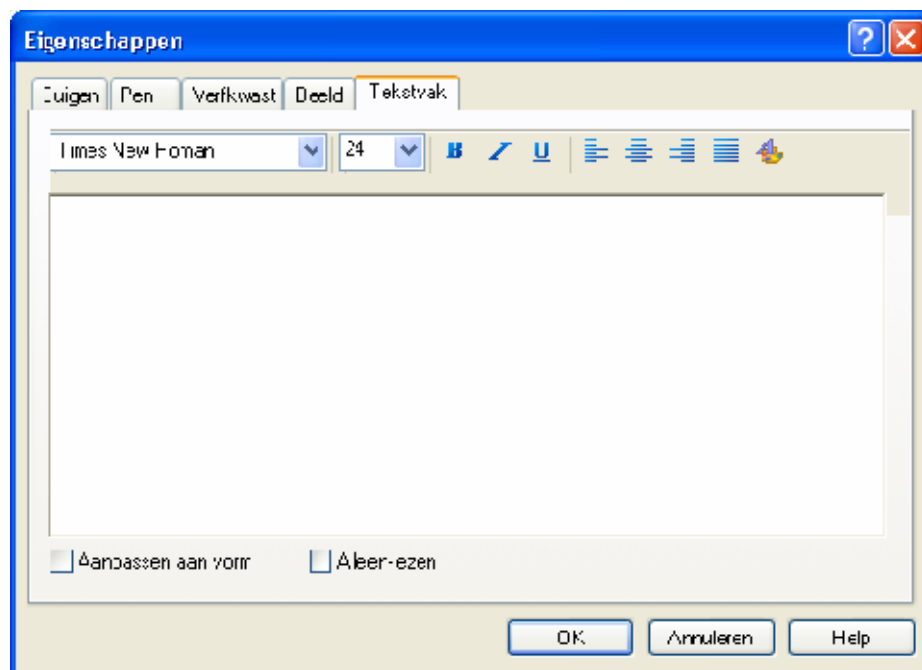 Eigenschappen
Pen Verfkwast Beeld Tekstvak
Times New Roman 24 B I U
Aanpassen aan vorm Alleen-lezen
OK Annuleren Help